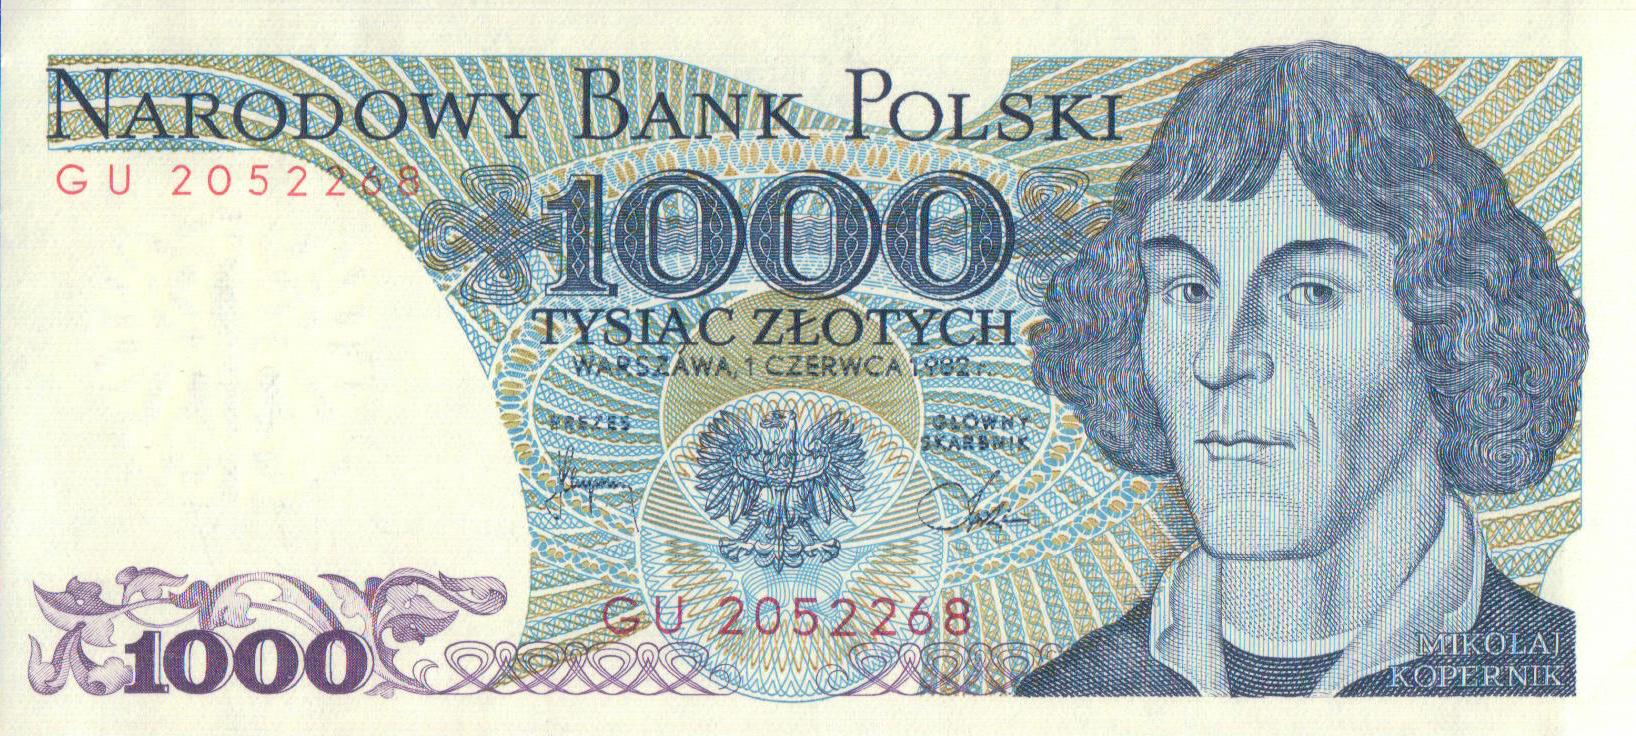 NARODOWY BANK POLSKI
GU 2052268
1000
TYSIĄC ZŁOTYCH
WARSZAWA, 1 CZERWCA 1982 r.
PREZES
GŁÓWNY
SKARBNIK
GU 2052268
1000
MIKOŁAJ
KOPERNIK